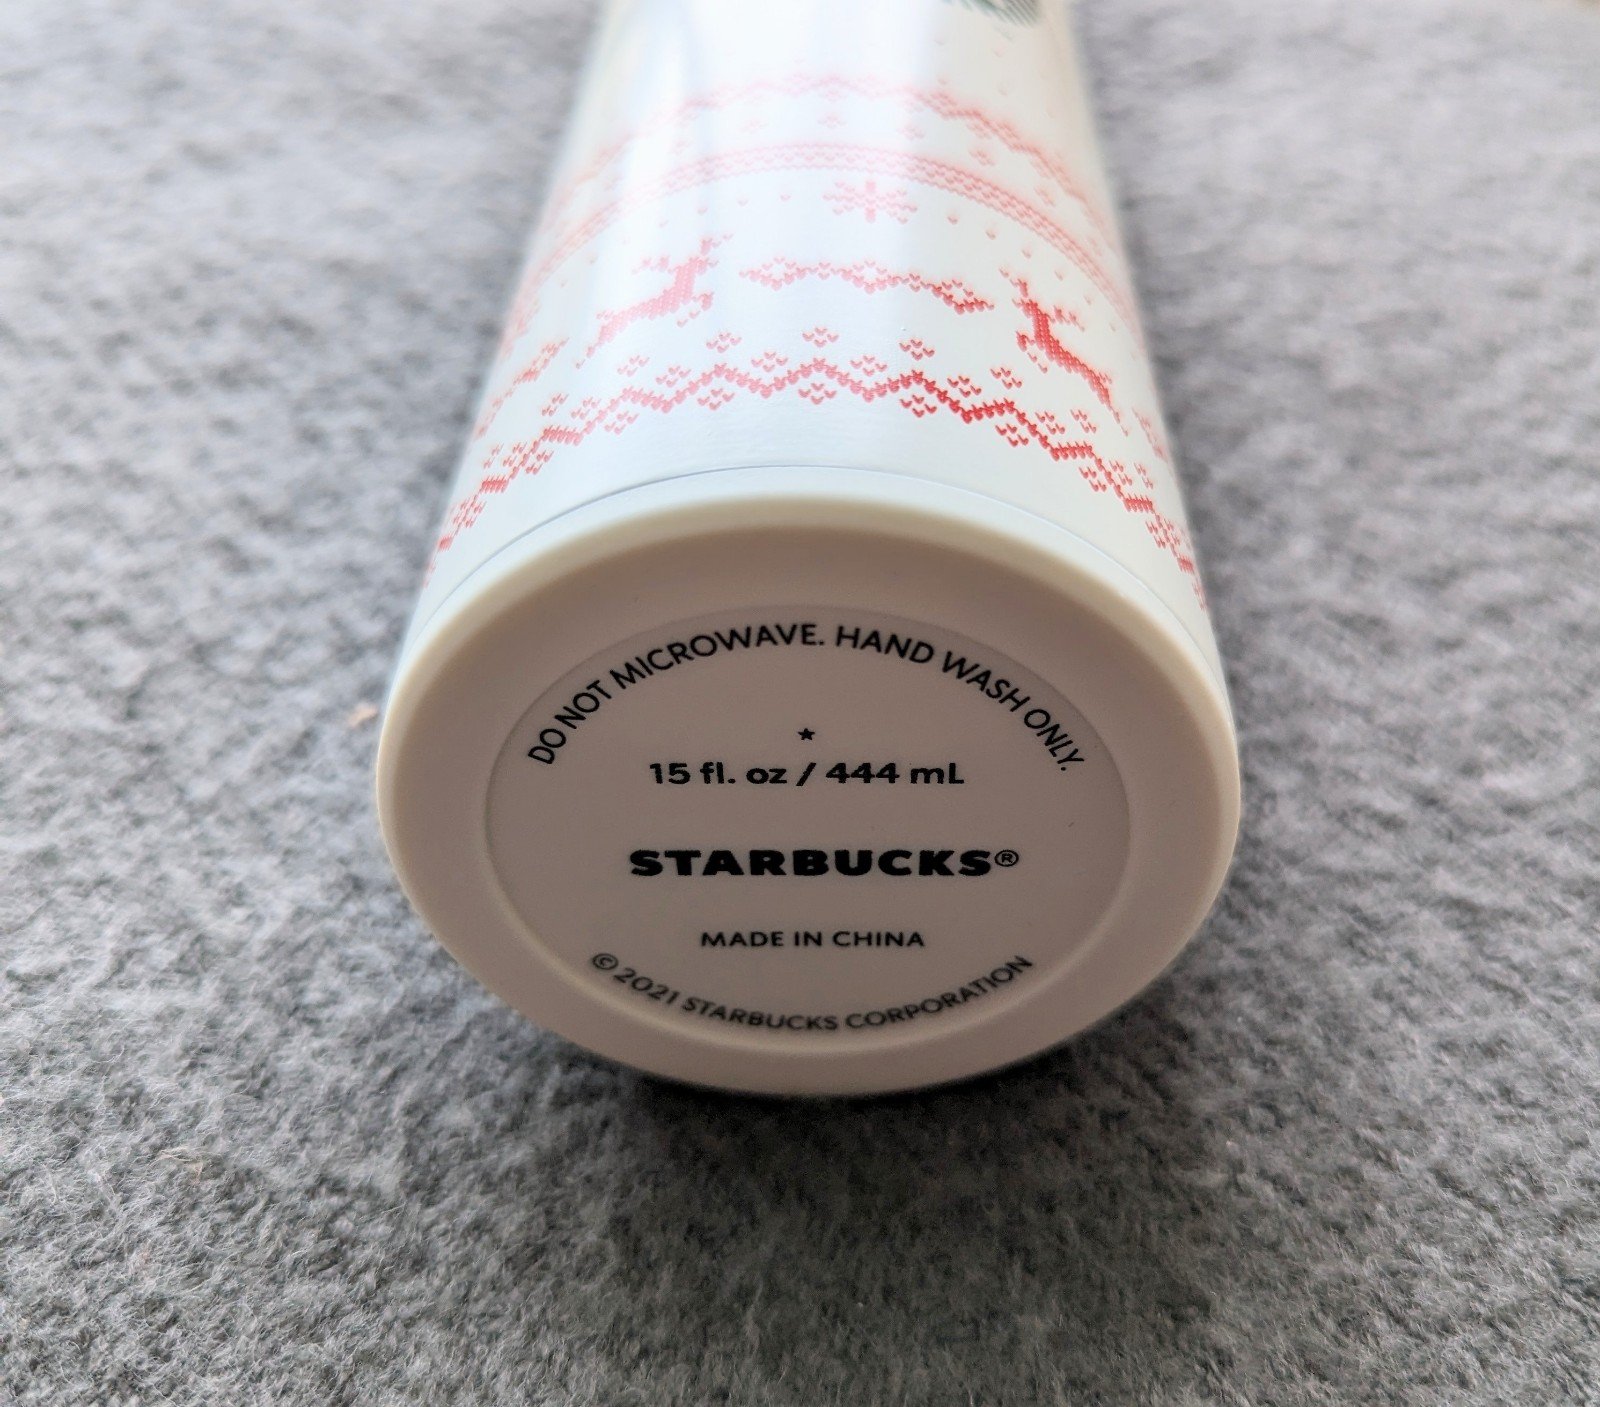 DO NOT MICROWAVE. HAND WASH ONLY.
15 fl. oz / 444 mL
STARBUCKS®
MADE IN CHINA
© 2021 STARBUCKS CORPORATION